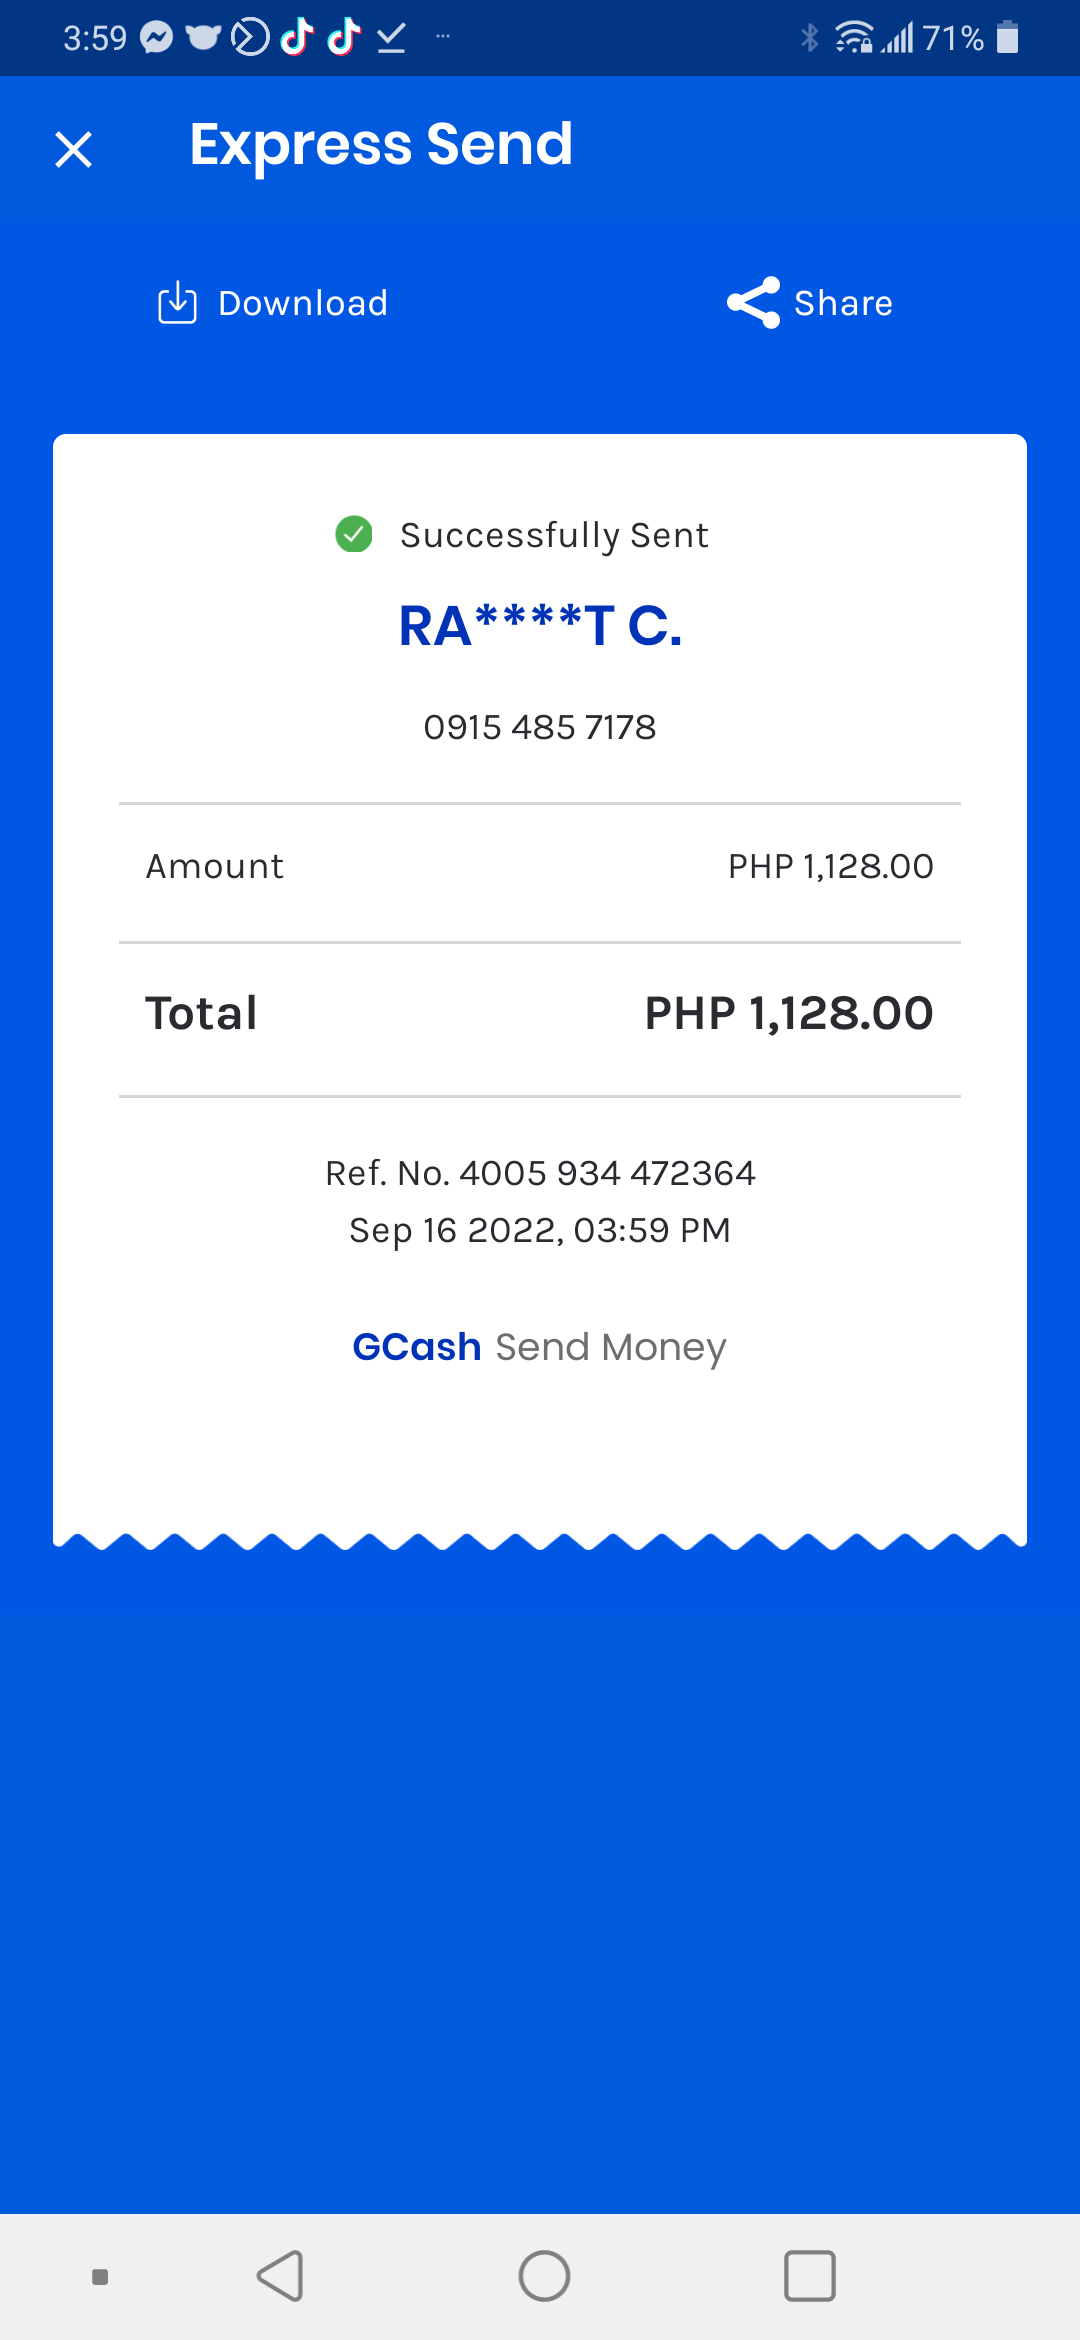 3:59 71%
Express Send
Download Share
Successfully Sent
RA****T C.
0915 485 7178
Amount PHP 1,128.00
Total PHP 1,128.00
Ref. No. 4005 934 472364
Sep 16 2022, 03:59 PM
GCash Send Money